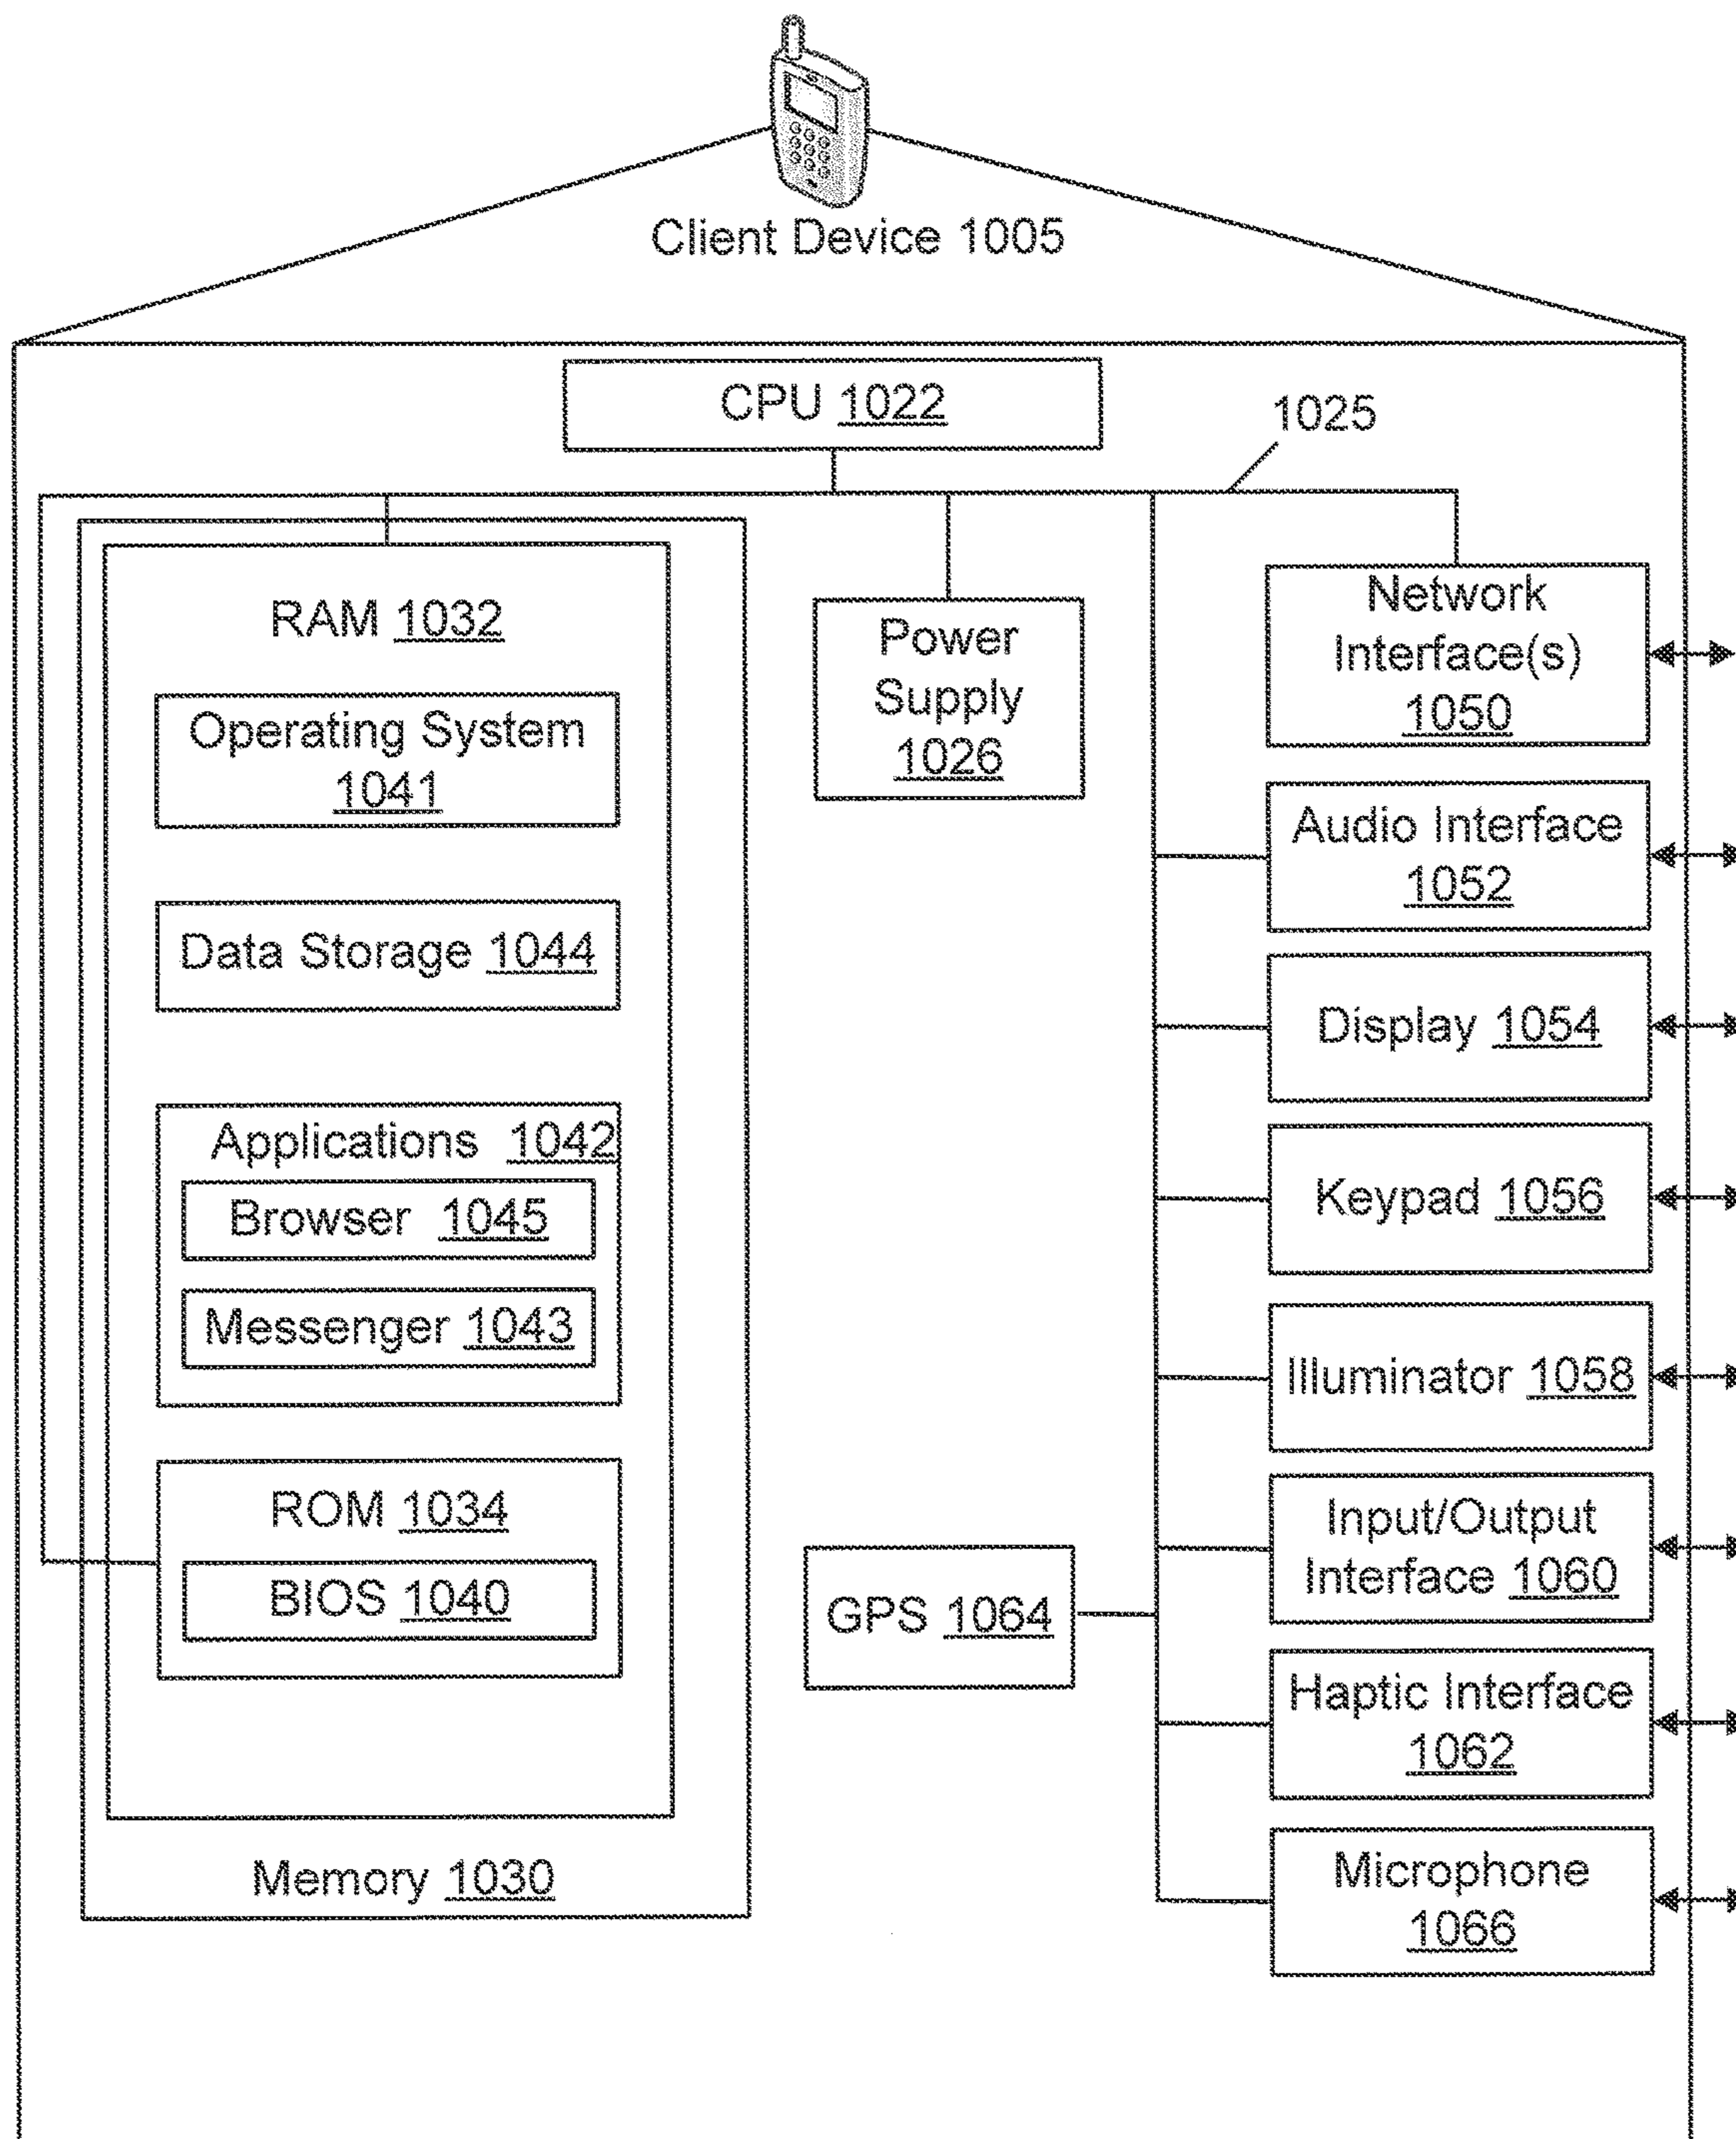 Client Device 1005
CPU 1022
1025
RAM 1032
Operating System
1041
Data Storage 1044
Applications 1042
Browser 1045
Messenger 1043
ROM 1034
BIOS 1040
Memory 1030
Power
Supply
1026
GPS 1064
Network
Interface(s)
1050
Audio Interface
1052
Display 1054
Keypad 1056
Illuminator 1058
Input/Output
Interface 1060
Haptic Interface
1062
Microphone
1066